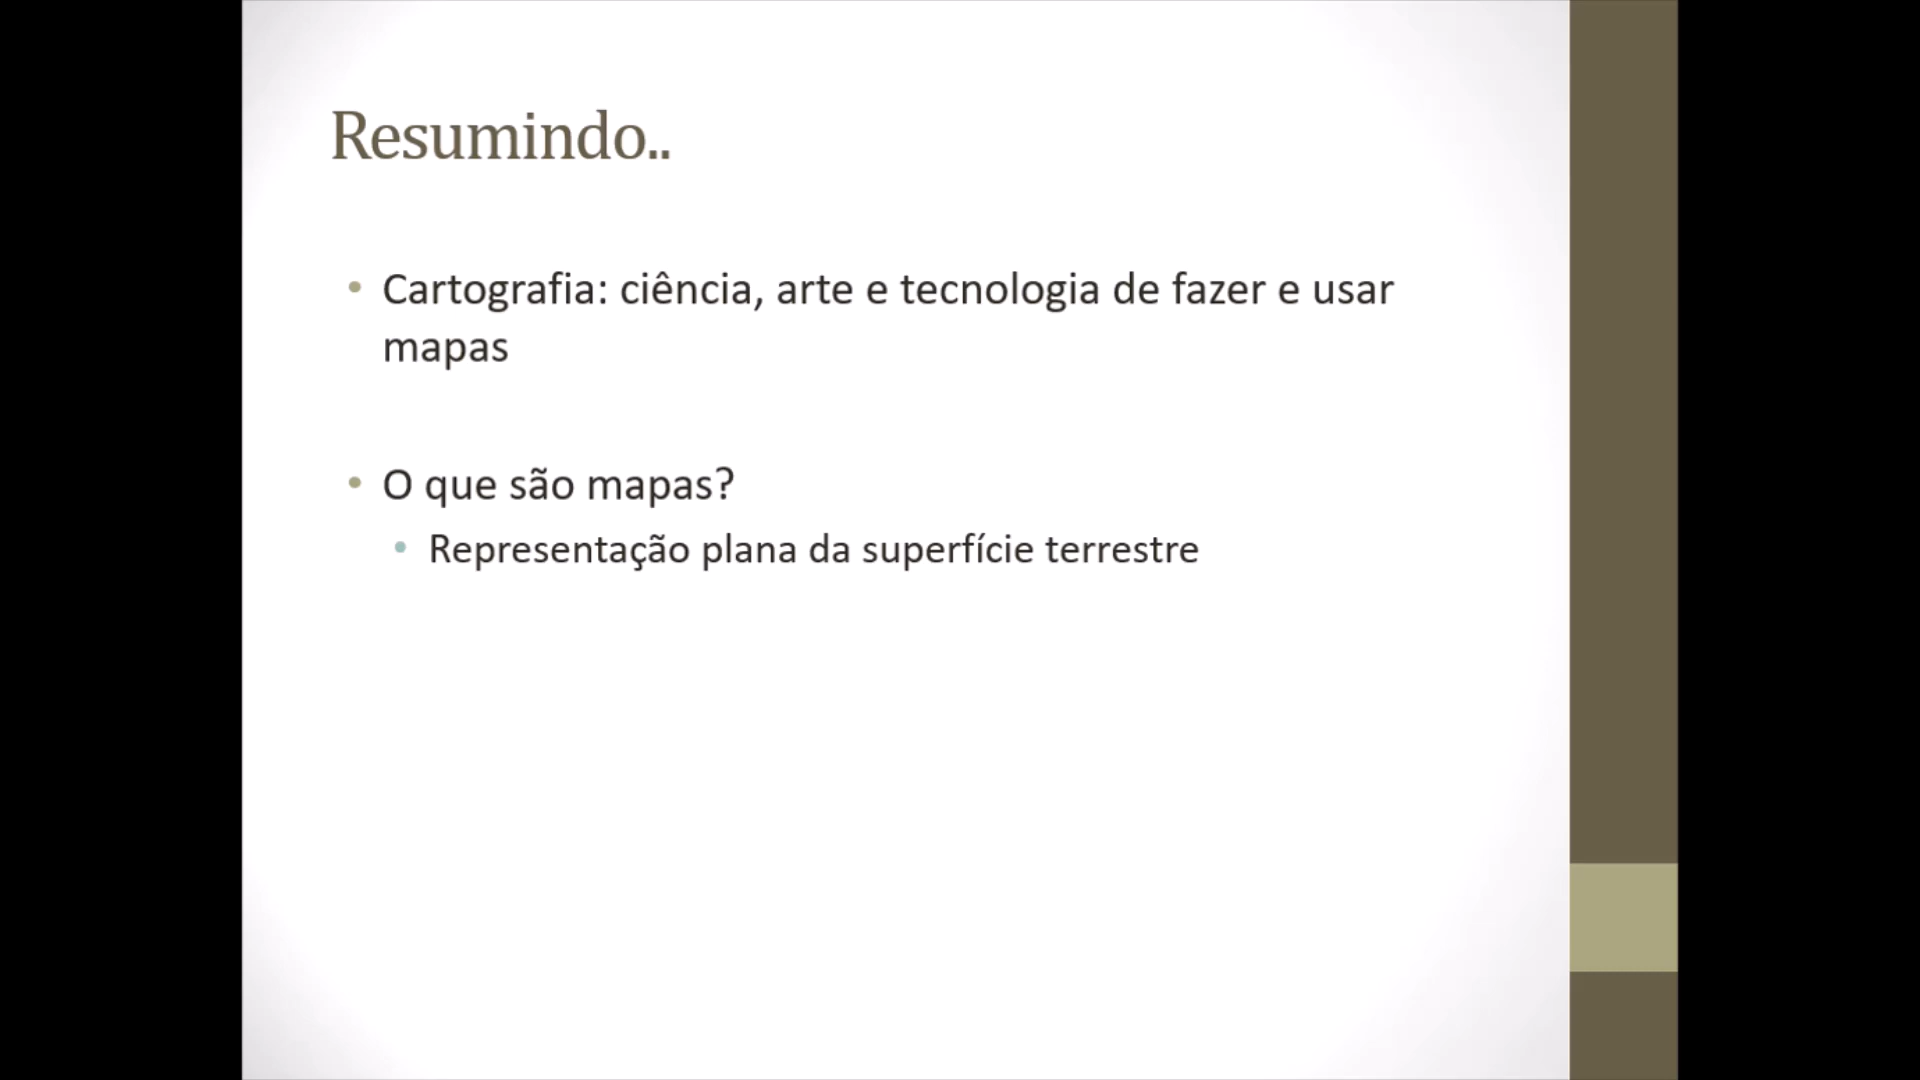 Resumindo..
• Cartografia: ciência, arte e tecnologia de fazer e usar
mapas
• O que são mapas?
• Representação plana da superfície terrestre